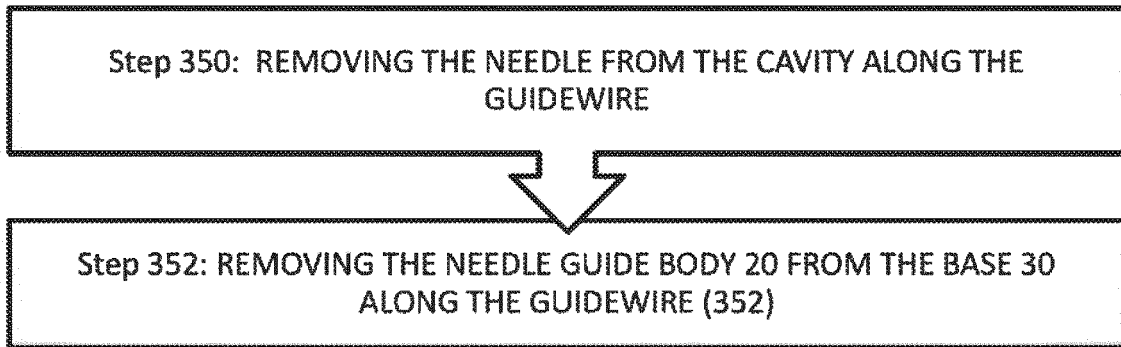 Step 350: REMOVING THE NEEDLE FROM THE CAVITY ALONG THE
GUIDEWIRE
Step 352: REMOVING THE NEEDLE GUIDE BODY 20 FROM THE BASE 30
ALONG THE GUIDEWIRE (352)